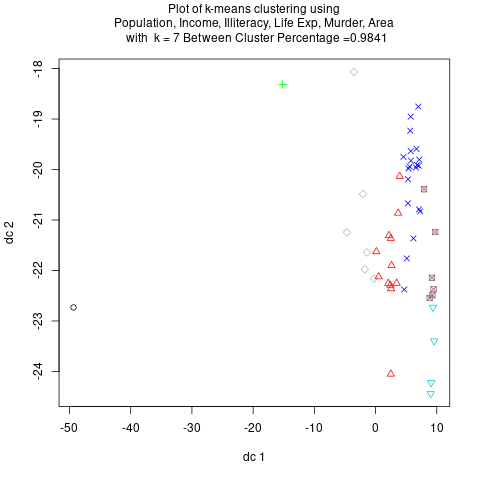 Plot of k-means clustering using
Population, Income, Illiteracy, Life Exp, Murder, Area
with k = 7 Between Cluster Percentage =0.9841
-18
-19
-20
-21
-22
-23
-24
dc 2
-50 -40 -30 -20 -10 0 10
dc 1